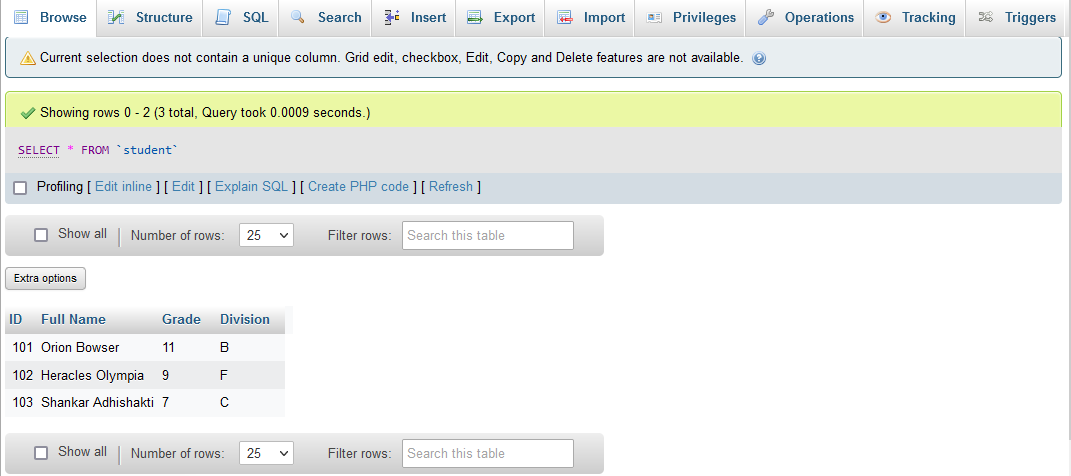 Browse Structure SQL Search Insert Export Import Privileges Operations Tracking Triggers
Current selection does not contain a unique column. Grid edit, checkbox, Edit, Copy and Delete features are not available.
Showing rows 0 - 2 (3 total, Query took 0.0009 seconds.)
SELECT * FROM `student`
Profiling [ Edit inline ] [ Edit ] [ Explain SQL ] [ Create PHP code ] [ Refresh ]
Show all Number of rows: 25 Filter rows: Search this table
Extra options
ID Full Name Grade Division
101 Orion Bowser 11 B
102 Heracles Olympia 9 F
103 Shankar Adhishakti 7 C
Show all Number of rows: 25 Filter rows: Search this table